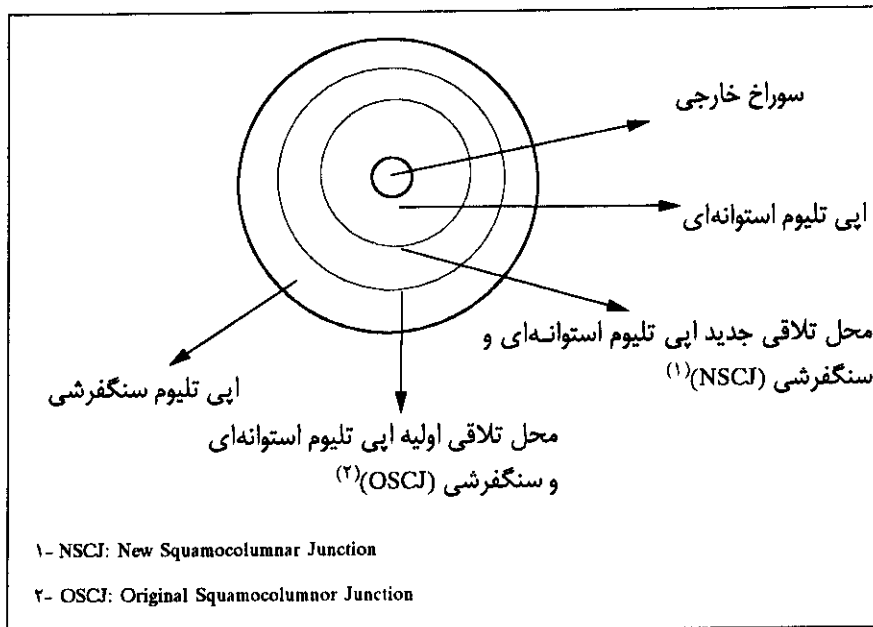 سوراخ خارجی
اپی تلیوم استوانه‌ای
محل تلاقی جدید اپی تلیوم استوانـه‌ای و
سنگفرشی (NSCJ)(۱)
اپی تلیوم سنگفرشی
محل تلاقی اولیه اپی تلیوم استوانه‌ای
و سنگفرشی (OSCJ)(۲)
۱- NSCJ: New Squamocolumnar Junction
۲- OSCJ: Original Squamocolumnor Junction